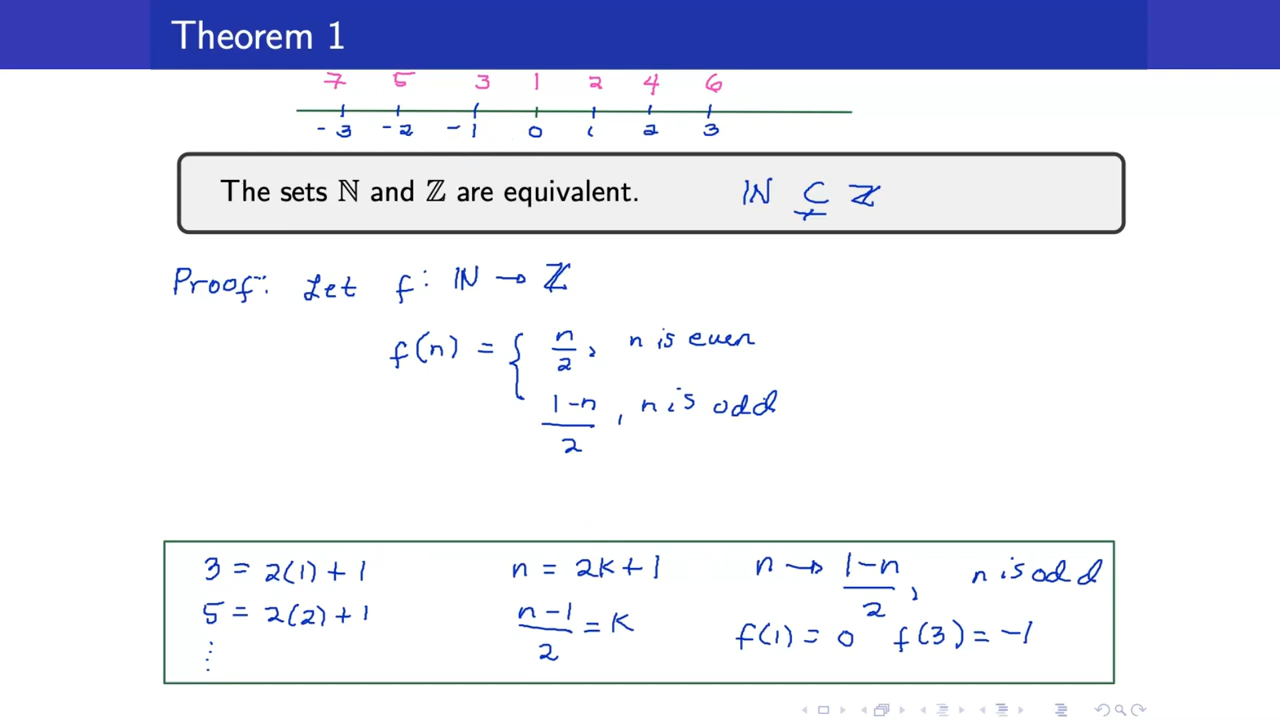 Theorem 1
7 5 3 1 2 4 6
-3 -2 -1 0 1 2 3
The sets ℕ and ℤ are equivalent. ℕ ⊊ ℤ
Proof: Let f: ℕ → ℤ
f(n) = { n/2, n is even
(1-n)/2, n is odd
3 = 2(1) + 1
5 = 2(2) + 1
⋮
n = 2k + 1
(n-1)/2 = k
n → (1-n)/2, n is odd
f(1) = 0 f(3) = -1